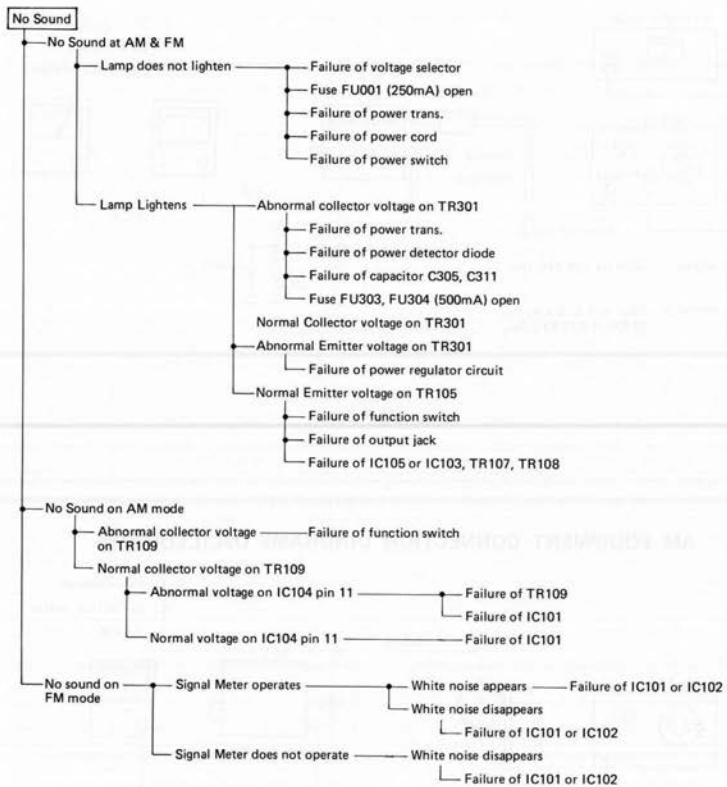 No Sound
No Sound at AM & FM
Lamp does not lighten
Failure of voltage selector
Fuse FU001 (250mA) open
Failure of power trans.
Failure of power cord
Failure of power switch
Lamp Lightens
Abnormal collector voltage on TR301
Failure of power trans.
Failure of power detector diode
Failure of capacitor C305, C311
Fuse FU303, FU304 (500mA) open
Normal Collector voltage on TR301
Abnormal Emitter voltage on TR301
Failure of power regulator circuit
Normal Emitter voltage on TR105
Failure of function switch
Failure of output jack
Failure of IC105 or IC103, TR107, TR108
No Sound on AM mode
Abnormal collector voltage
on TR109
Failure of function switch
Normal collector voltage on TR109
Abnormal voltage on IC104 pin 11
Failure of TR109
Failure of IC101
Normal voltage on IC104 pin 11
Failure of IC101
No sound on
FM mode
Signal Meter operates
White noise appears
Failure of IC101 or IC102
White noise disappears
Failure of IC101 or IC102
Signal Meter does not operate
White noise disappears
Failure of IC101 or IC102